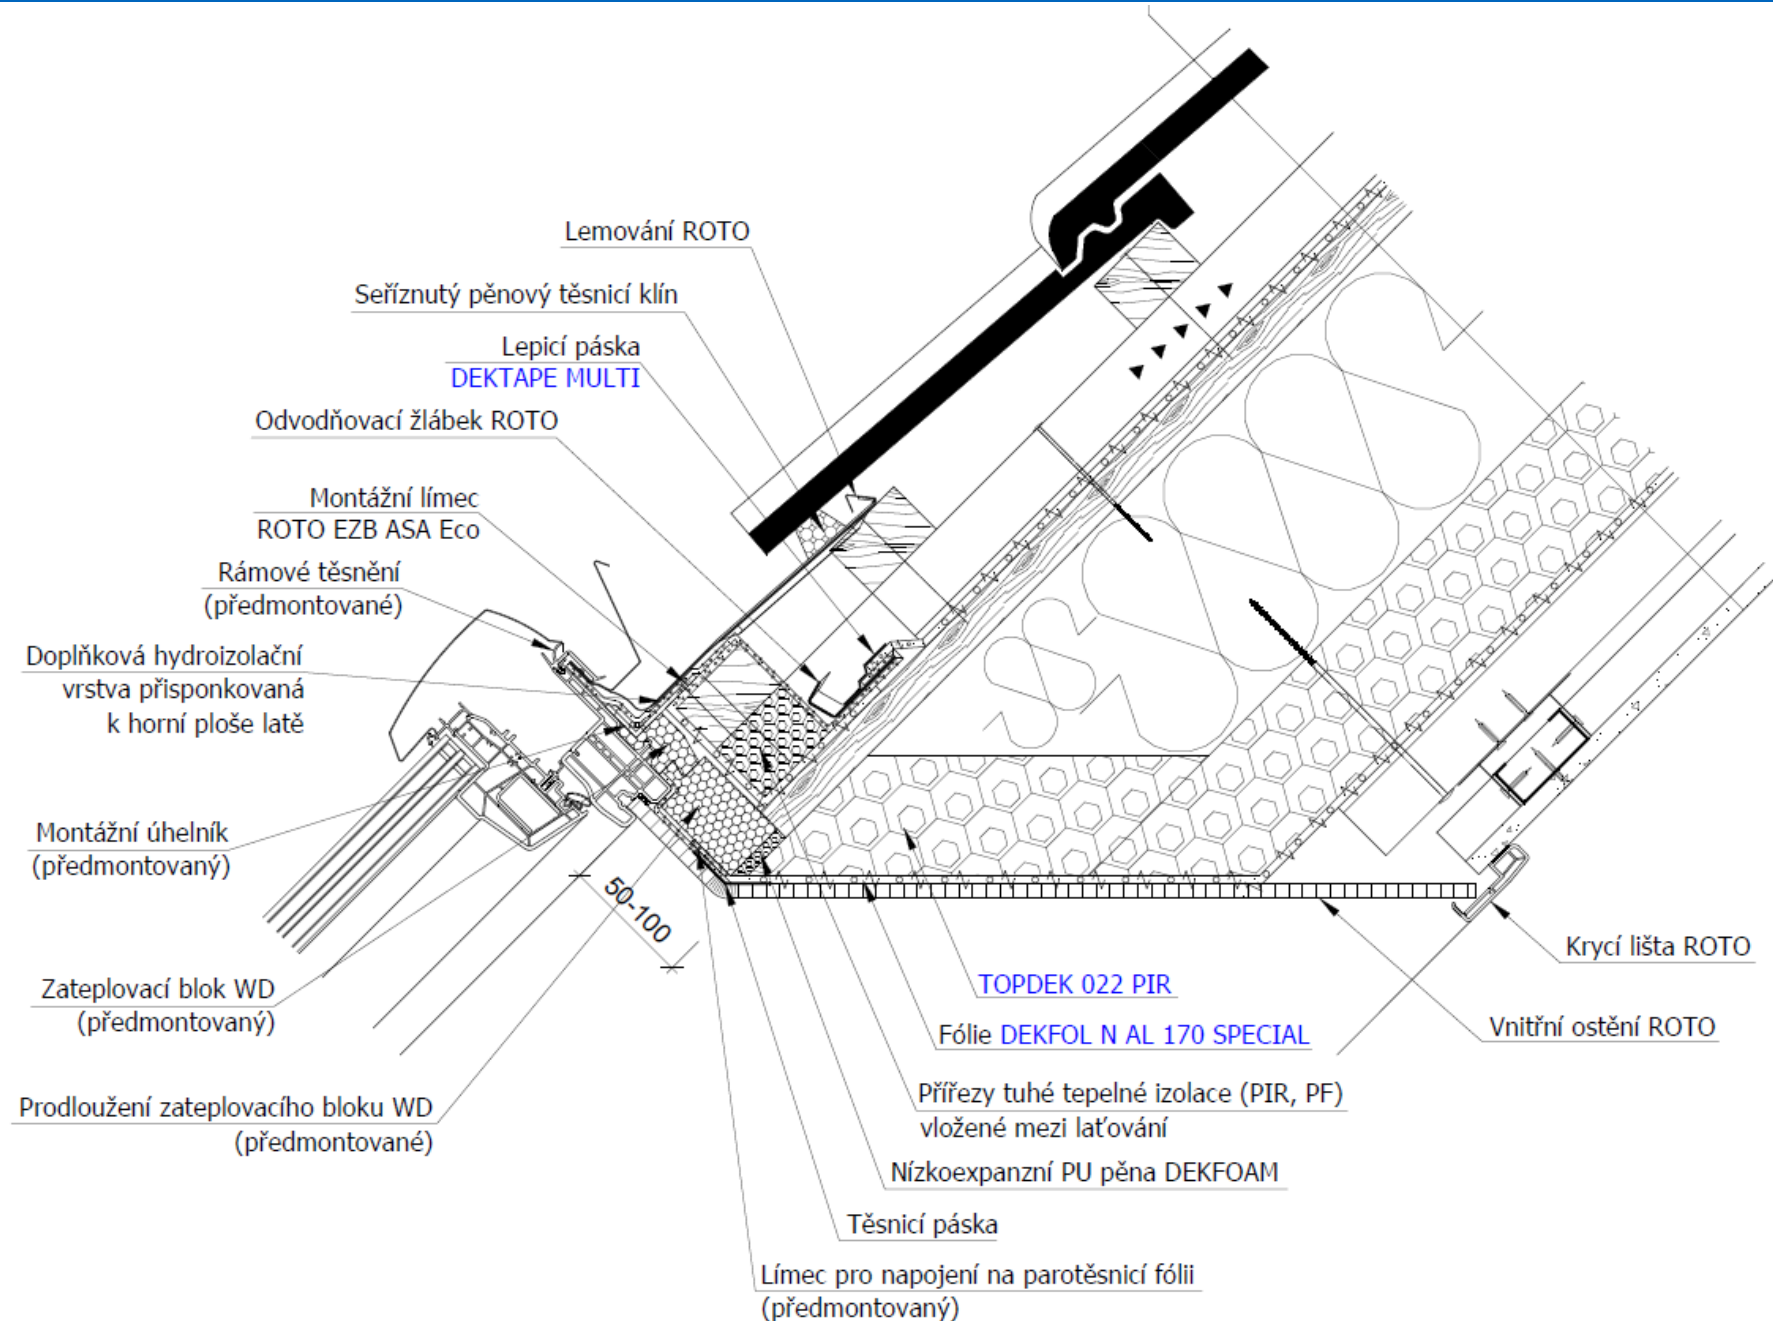 Lemování ROTO
Seříznutý pěnový těsnicí klín
Lepicí páska
DEKTAPE MULTI
Odvodňovací žlábek ROTO
Montážní límec
ROTO EZB ASA Eco
Rámové těsnění
(předmontované)
Doplňková hydroizolační
vrstva přisponkovaná
k horní ploše latě
Montážní úhelník
(předmontovaný)
50-100
Zateplovací blok WD
(předmontovaný)
Prodloužení zateplovacího bloku WD
(předmontované)
Krycí lišta ROTO
TOPDEK 022 PIR
Vnitřní ostění ROTO
Fólie DEKFOL N AL 170 SPECIAL
Přířezy tuhé tepelné izolace (PIR, PF)
vložené mezi laťování
Nízkoexpanzní PU pěna DEKFOAM
Těsnicí páska
Límec pro napojení na parotěsnicí fólii
(předmontovaný)